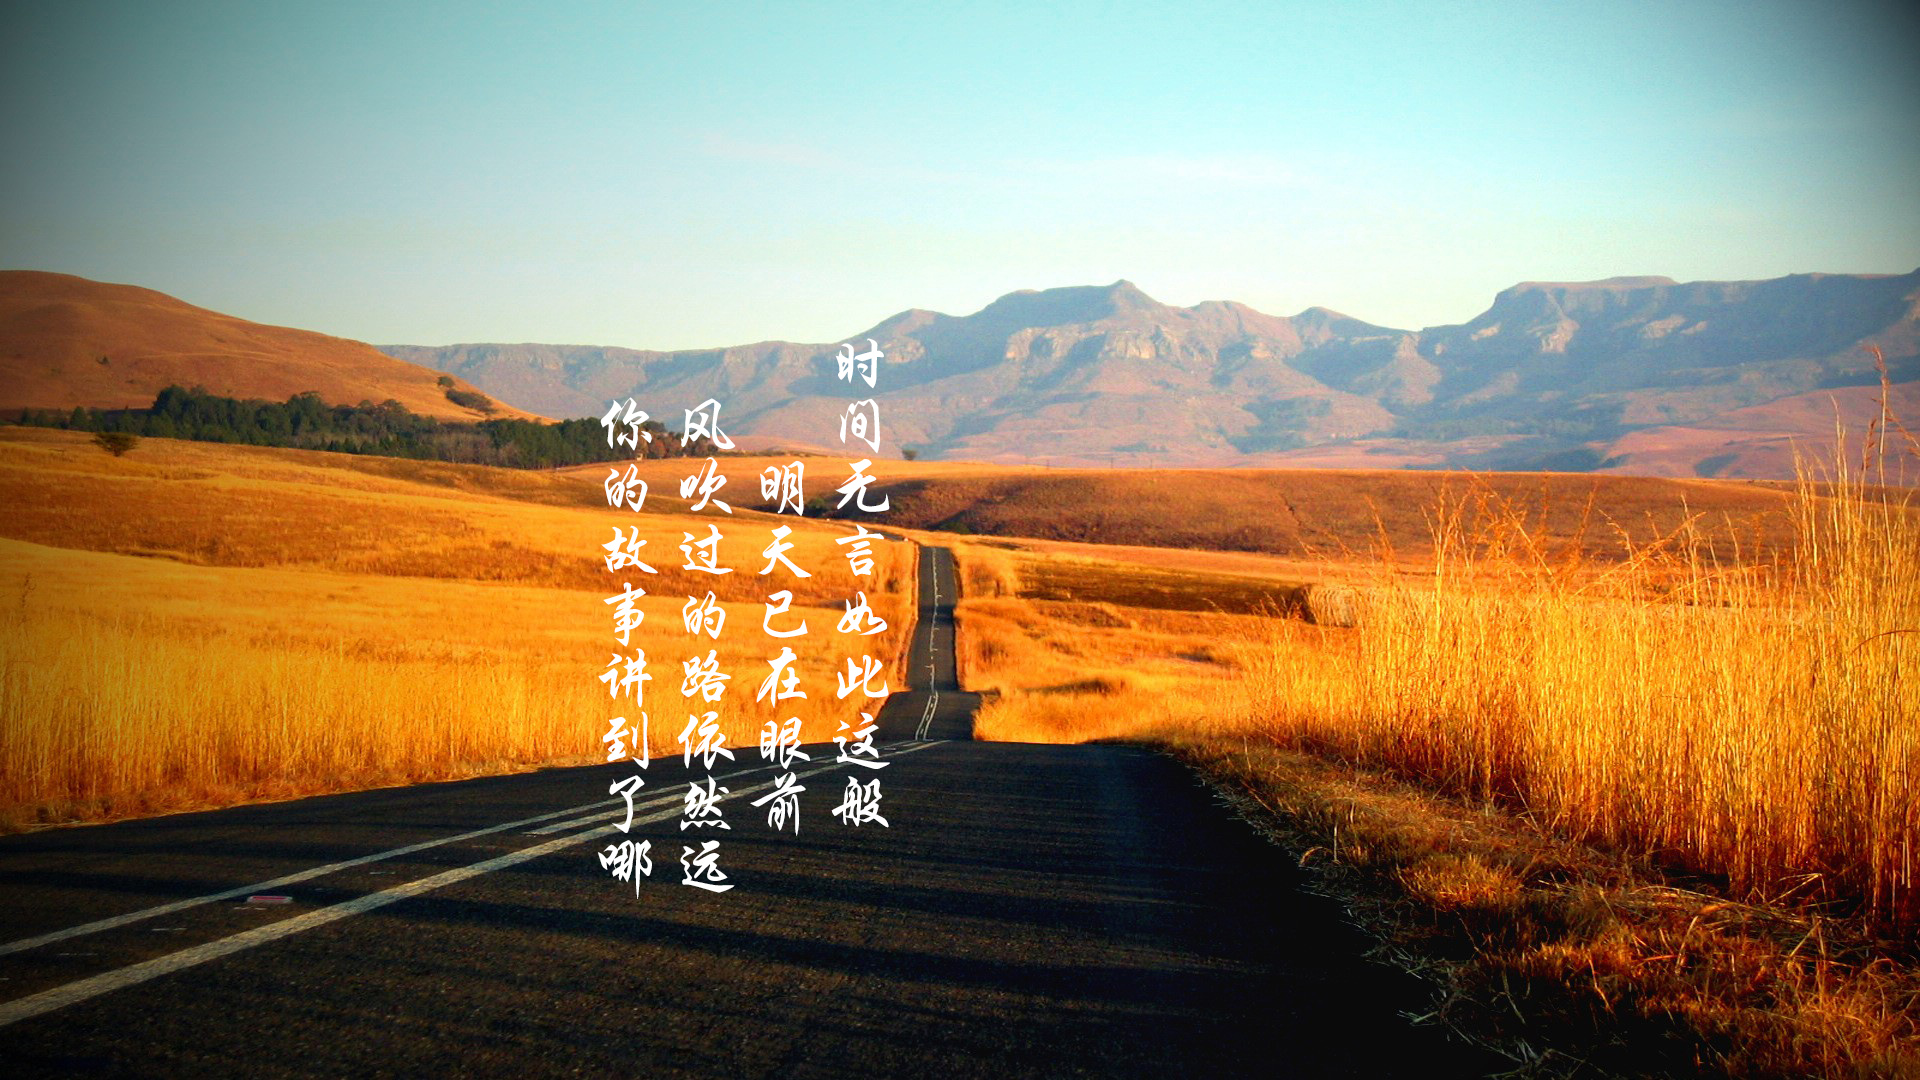 时间无言如此这般
明天已在眼前
风吹过的路依然远
你的故事讲到了哪